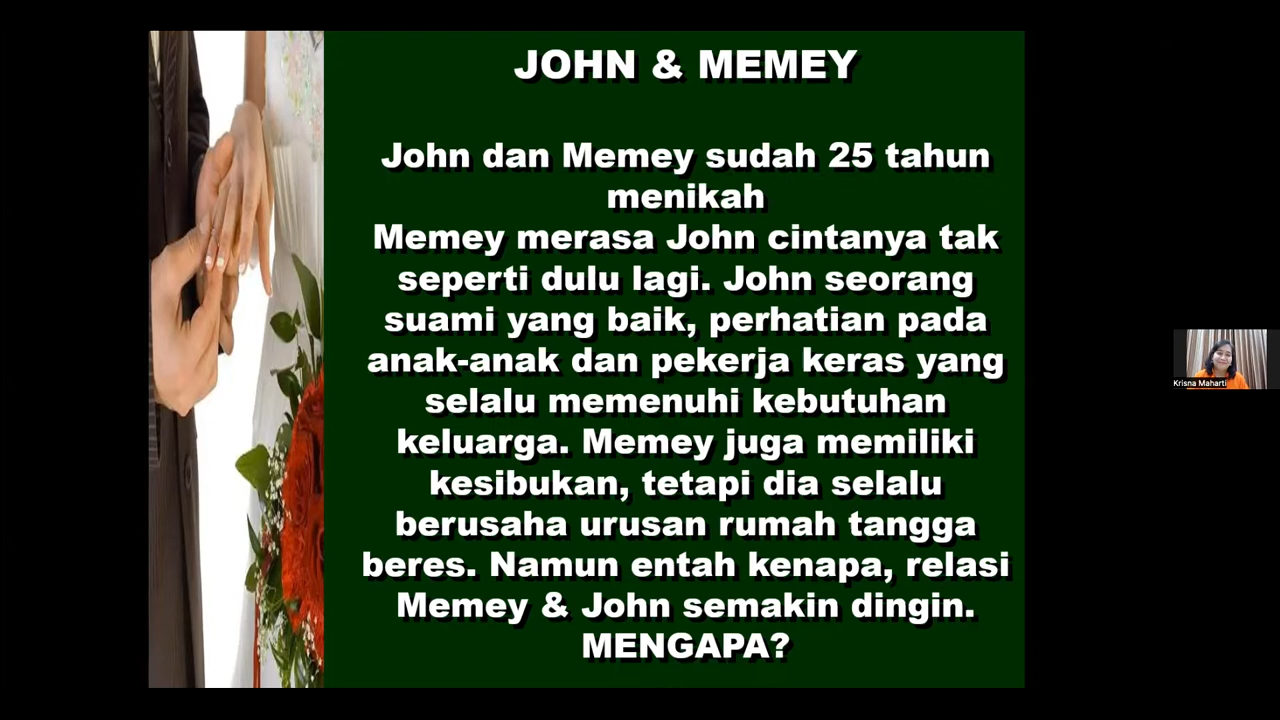 JOHN & MEMEY
John dan Memey sudah 25 tahun
menikah
Memey merasa John cintanya tak
seperti dulu lagi. John seorang
suami yang baik, perhatian pada
anak-anak dan pekerja keras yang
selalu memenuhi kebutuhan
keluarga. Memey juga memiliki
kesibukan, tetapi dia selalu
berusaha urusan rumah tangga
beres. Namun entah kenapa, relasi
Memey & John semakin dingin.
MENGAPA?
Krisna Maharti